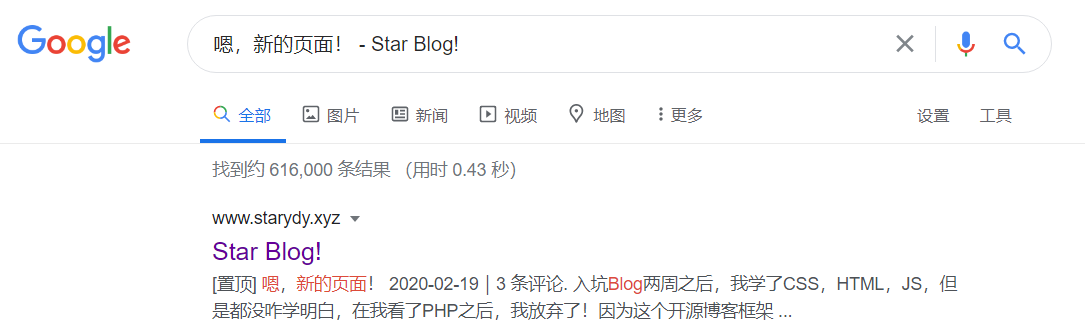 Google
嗯，新的页面！ - Star Blog!
全部 图片 新闻 视频 地图 更多 设置 工具
找到约 616,000 条结果 （用时 0.43 秒）
www.starydy.xyz
Star Blog!
[置顶] 嗯，新的页面！ 2020-02-19 | 3 条评论. 入坑Blog两周之后，我学了CSS，HTML，JS，但
是都没咋学明白，在我看了PHP之后，我放弃了！因为这个开源博客框架 ...